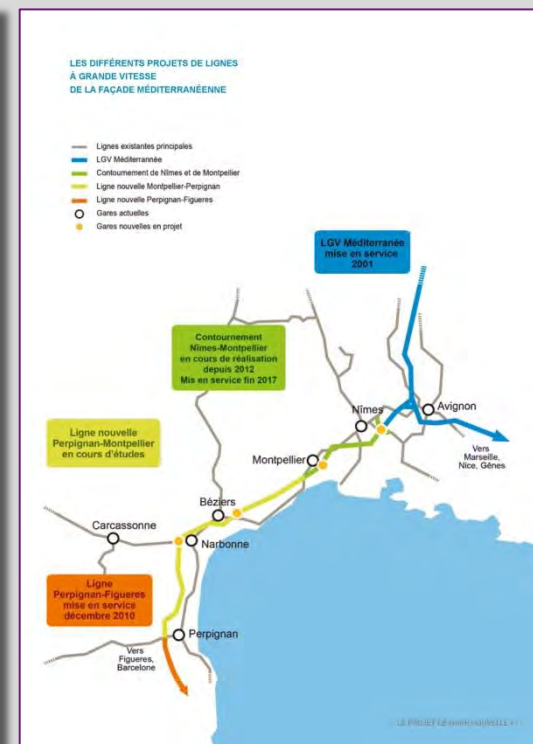 LES DIFFÉRENTS PROJETS DE LIGNES
À GRANDE VITESSE
DE LA FAÇADE MÉDITERRANÉENNE
Lignes existantes principales
LGV Méditerrannée
Contournement de Nîmes et de Montpellier
Ligne nouvelle Montpellier-Perpignan
Ligne nouvelle Perpignan-Figueres
Gares actuelles
Gares nouvelles en projet
LGV Méditerranée
mise en service
2001
Contournement
Nîmes-Montpellier
en cours de réalisation
depuis 2012
Mis en service fin 2017
Ligne nouvelle
Perpignan-Montpellier
en cours d'études
Nîmes
Avignon
Vers
Marseille,
Nice, Gênes
Montpellier
Béziers
Carcassonne
Narbonne
Ligne
Perpignan-Figueres
mise en service
décembre 2010
Perpignan
Vers
Figueres,
Barcelone
LE PROJET